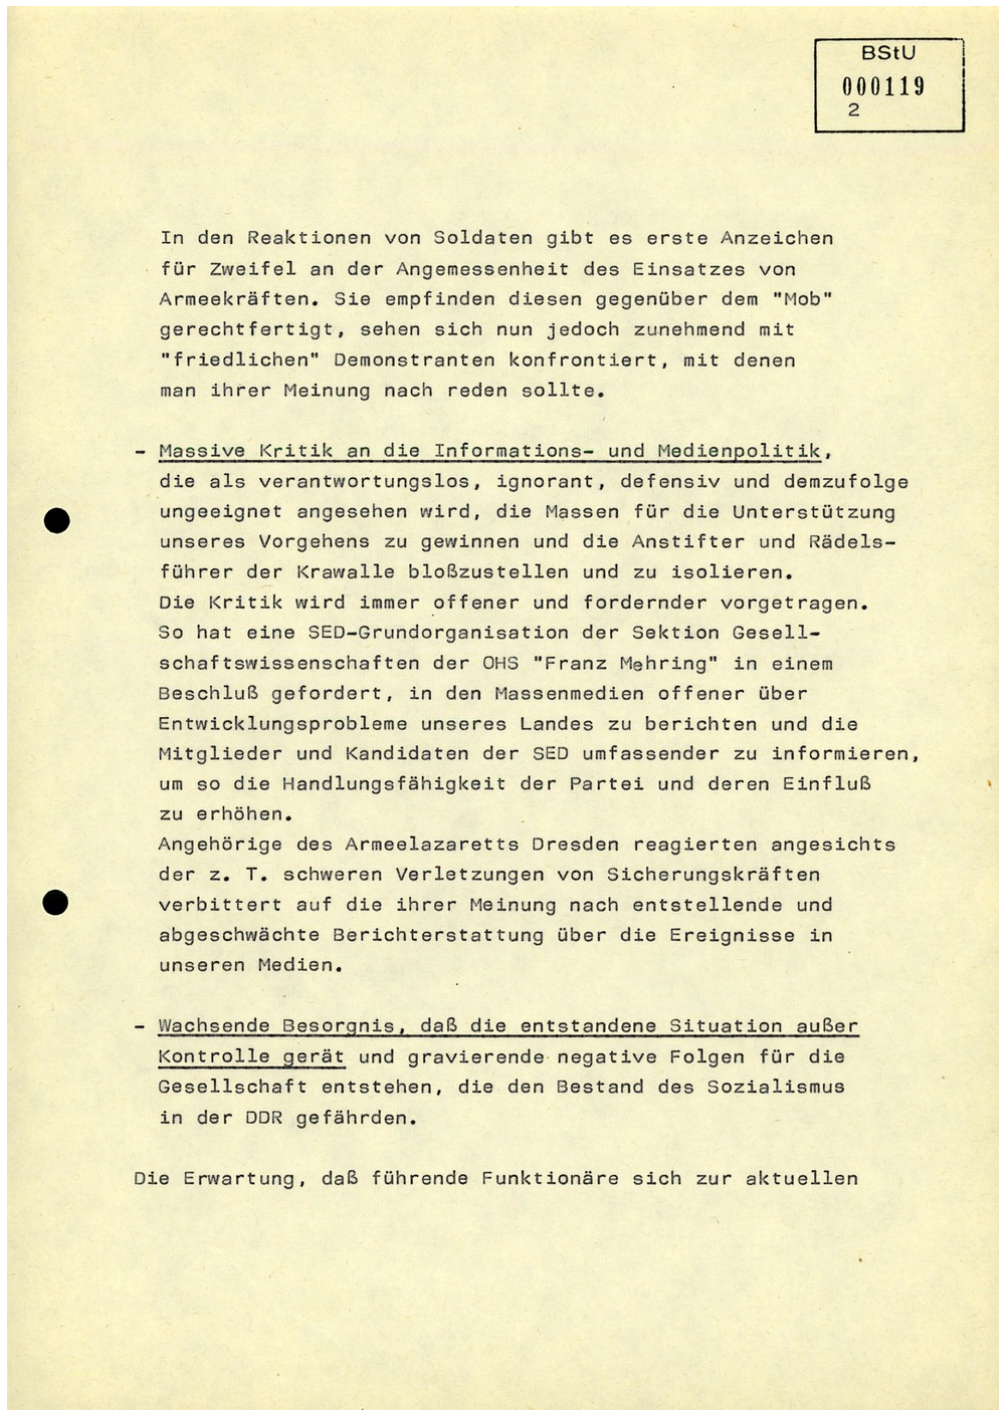 BStU
000119
2
In den Reaktionen von Soldaten gibt es erste Anzeichen
für Zweifel an der Angemessenheit des Einsatzes von
Armeekräften. Sie empfinden diesen gegenüber dem "Mob"
gerechtfertigt, sehen sich nun jedoch zunehmend mit
"friedlichen" Demonstranten konfrontiert, mit denen
man ihrer Meinung nach reden sollte.
- Massive Kritik an die Informations- und Medienpolitik,
die als verantwortungslos, ignorant, defensiv und demzufolge
ungeeignet angesehen wird, die Massen für die Unterstützung
unseres Vorgehens zu gewinnen und die Anstifter und Rädels-
führer der Krawalle bloßzustellen und zu isolieren.
Die Kritik wird immer offener und fordernder vorgetragen.
So hat eine SED-Grundorganisation der Sektion Gesell-
schaftswissenschaften der OHS "Franz Mehring" in einem
Beschluß gefordert, in den Massenmedien offener über
Entwicklungsprobleme unseres Landes zu berichten und die
Mitglieder und Kandidaten der SED umfassender zu informieren,
um so die Handlungsfähigkeit der Partei und deren Einfluß
zu erhöhen.
Angehörige des Armeelazaretts Dresden reagierten angesichts
der z. T. schweren Verletzungen von Sicherungskräften
verbittert auf die ihrer Meinung nach entstellende und
abgeschwächte Berichterstattung über die Ereignisse in
unseren Medien.
- Wachsende Besorgnis, daß die entstandene Situation außer
Kontrolle gerät und gravierende negative Folgen für die
Gesellschaft entstehen, die den Bestand des Sozialismus
in der DDR gefährden.
Die Erwartung, daß führende Funktionäre sich zur aktuellen